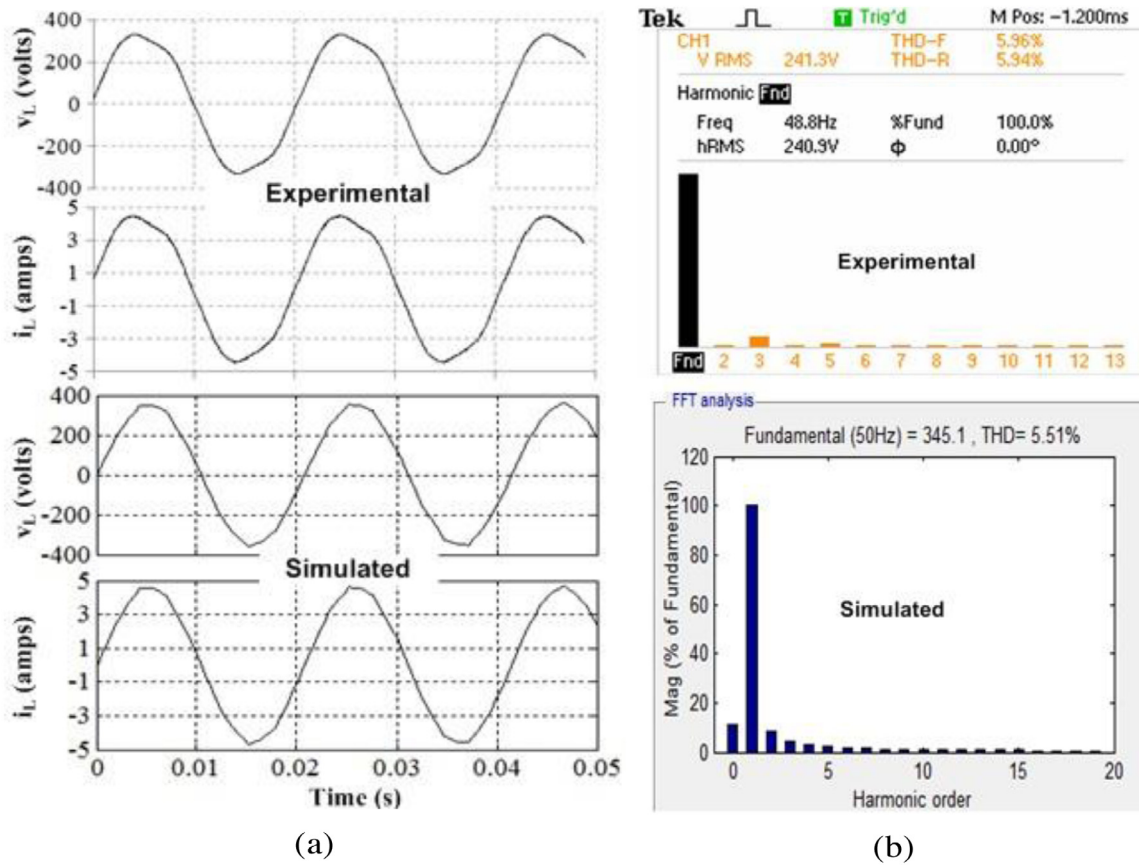 400
200
0
-200
-400
v_L (volts)
Experimental
5
3
1
-1
-3
-5
i_L (amps)
400
200
0
-200
-400
v_L (volts)
Simulated
5
3
1
-1
-3
-5
i_L (amps)
0 0.01 0.02 0.03 0.04 0.05
Time (s)
(a)
Tek T Trig'd M Pos: -1.200ms
CH1 THD-F 5.96%
V RMS 241.3V THD-R 5.94%
Harmonic Fnd
Freq 48.8Hz %Fund 100.0%
hRMS 240.9V ϕ 0.00°
Experimental
Fnd 2 3 4 5 6 7 8 9 10 11 12 13
FFT analysis
Fundamental (50Hz) = 345.1 , THD= 5.51%
120
100
80
60
40
20
0
Mag (% of Fundamental)
Simulated
0 5 10 15 20
Harmonic order
(b)